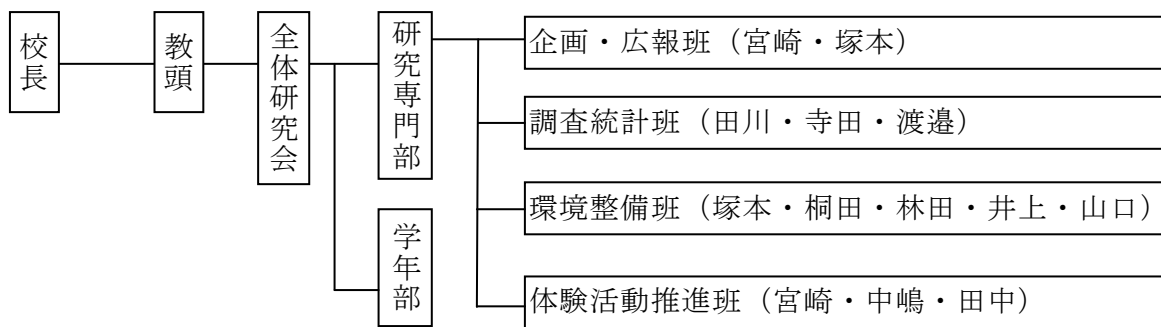 校長
教頭
全体研究会
研究専門部
学年部
企画・広報班（宮崎・塚本）
調査統計班（田川・寺田・渡邉）
環境整備班（塚本・桐田・林田・井上・山口）
体験活動推進班（宮崎・中嶋・田中）